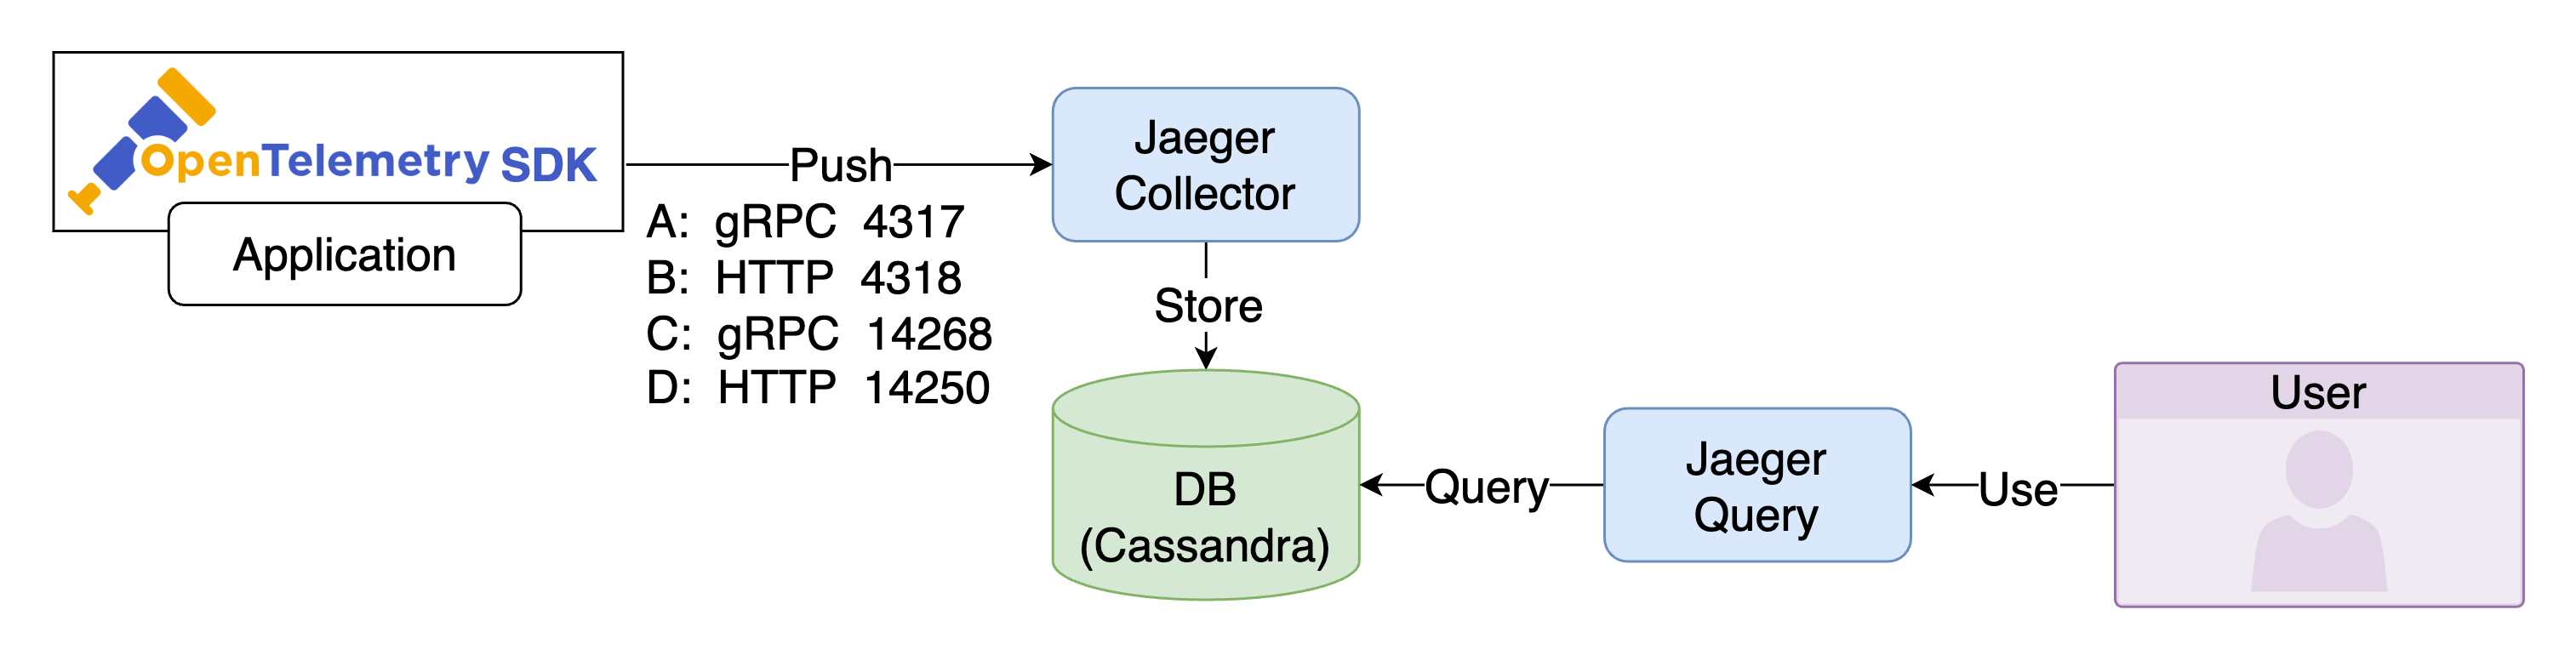 OpenTelemetry SDK
Application
Push
A: gRPC 4317
B: HTTP 4318
C: gRPC 14268
D: HTTP 14250
Jaeger
Collector
Store
DB
(Cassandra)
Query
Jaeger
Query
Use
User